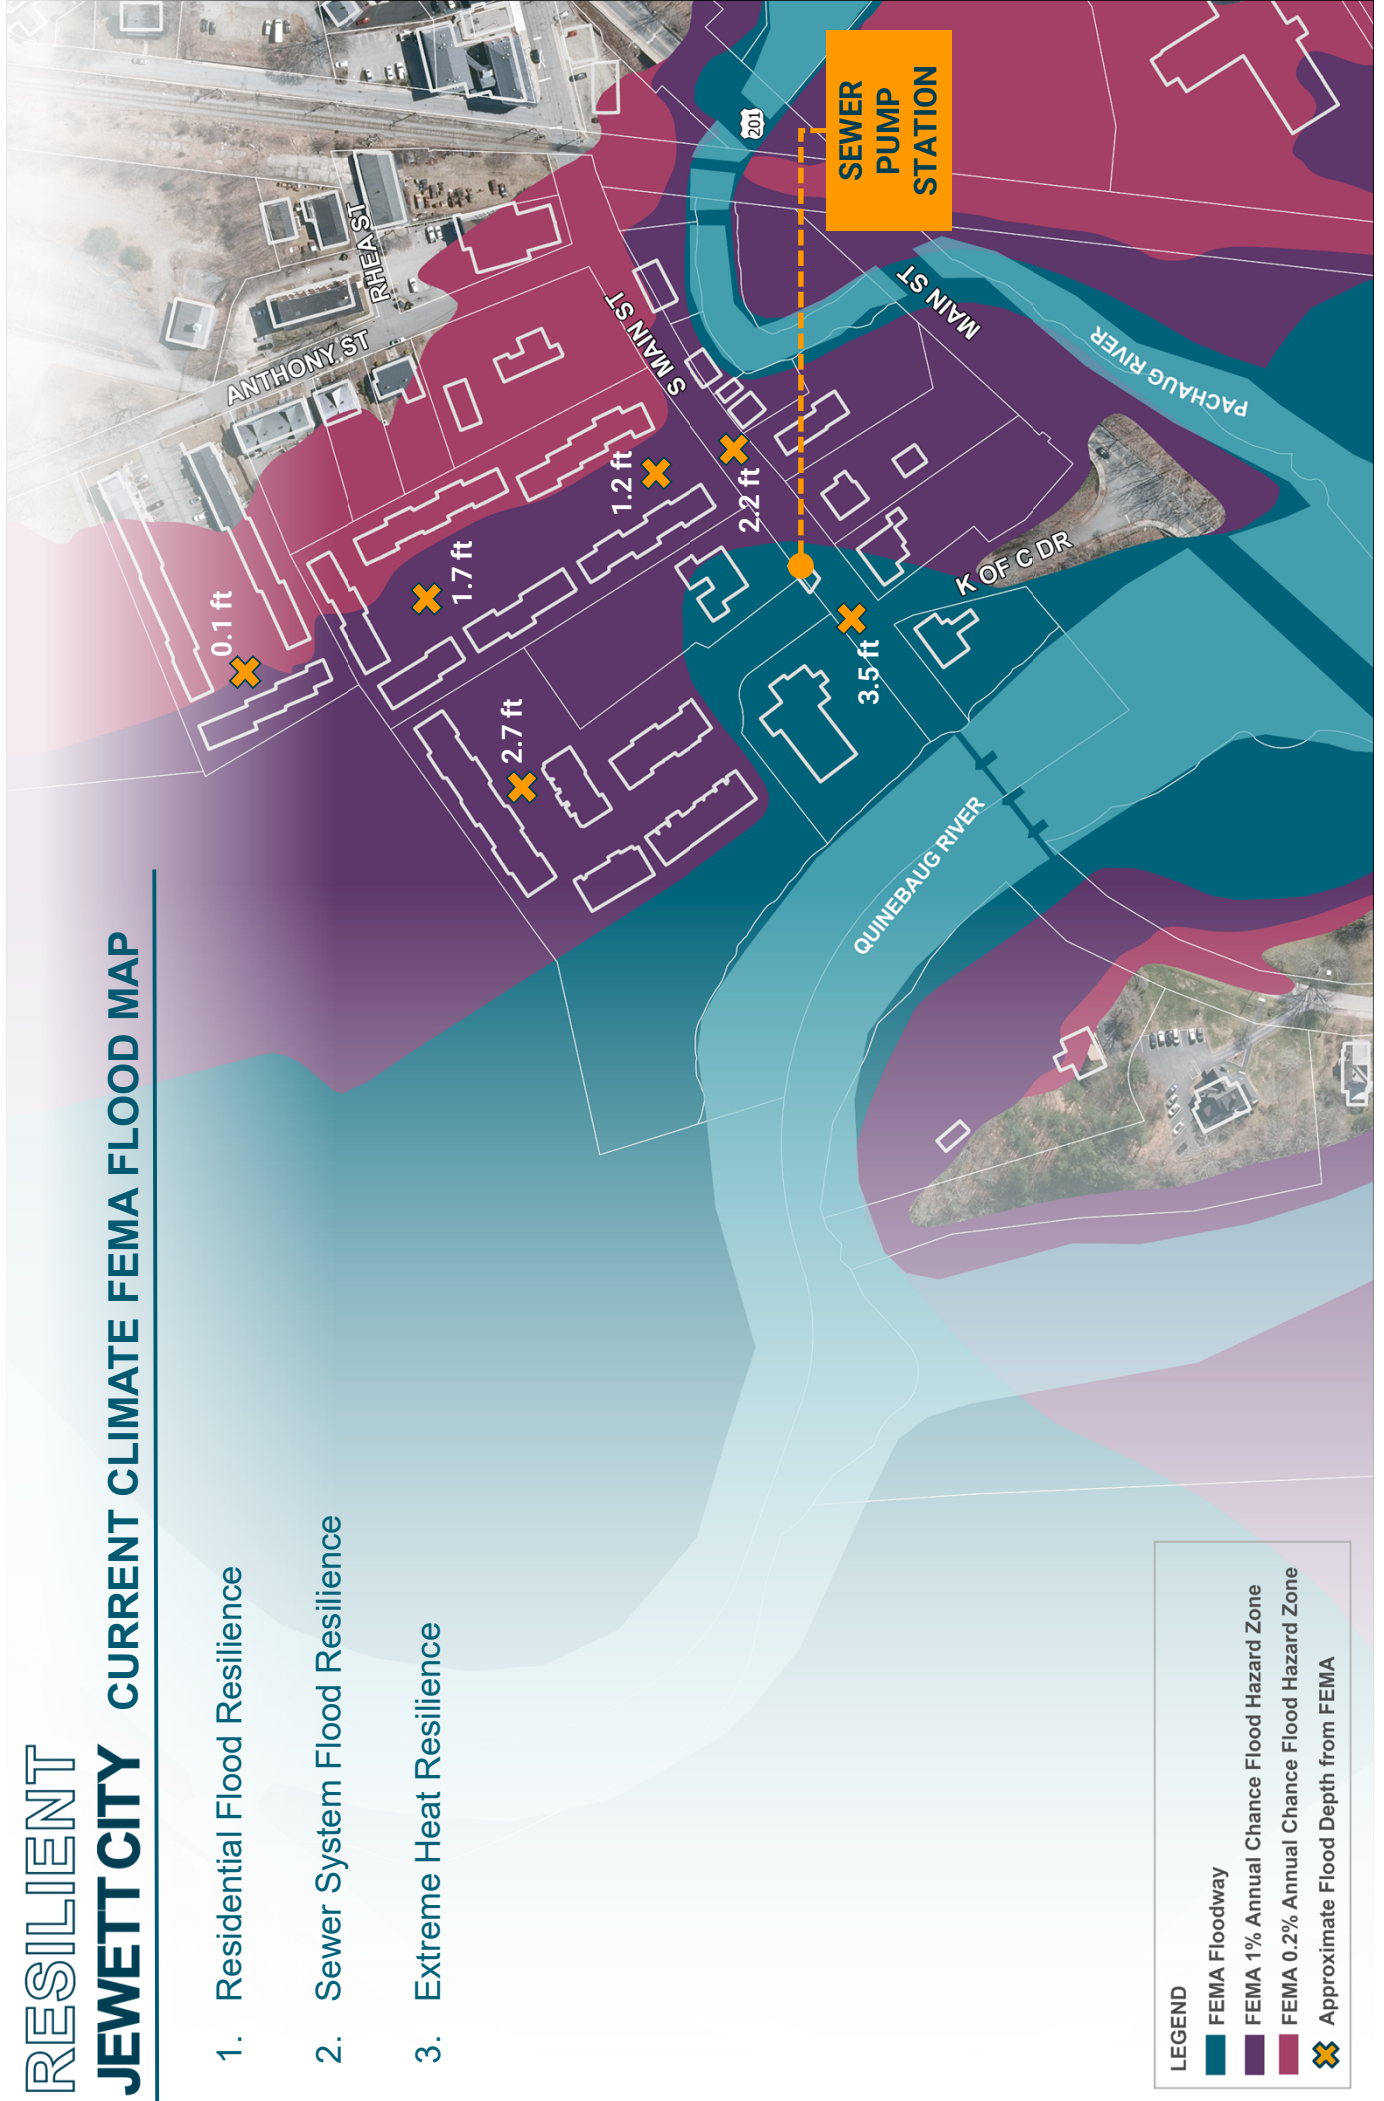 RESILIENT
JEWETT CITY
CURRENT CLIMATE FEMA FLOOD MAP
1. Residential Flood Resilience
2. Sewer System Flood Resilience
3. Extreme Heat Resilience
0.1 ft
1.7 ft
2.7 ft
1.2 ft
2.2 ft
3.5 ft
ANTHONY ST
RHEA ST
S MAIN ST
MAIN ST
201
K OF C DR
QUINEBAUG RIVER
PACHAUG RIVER
SEWER
PUMP
STATION
LEGEND
FEMA Floodway
FEMA 1% Annual Chance Flood Hazard Zone
FEMA 0.2% Annual Chance Flood Hazard Zone
Approximate Flood Depth from FEMA